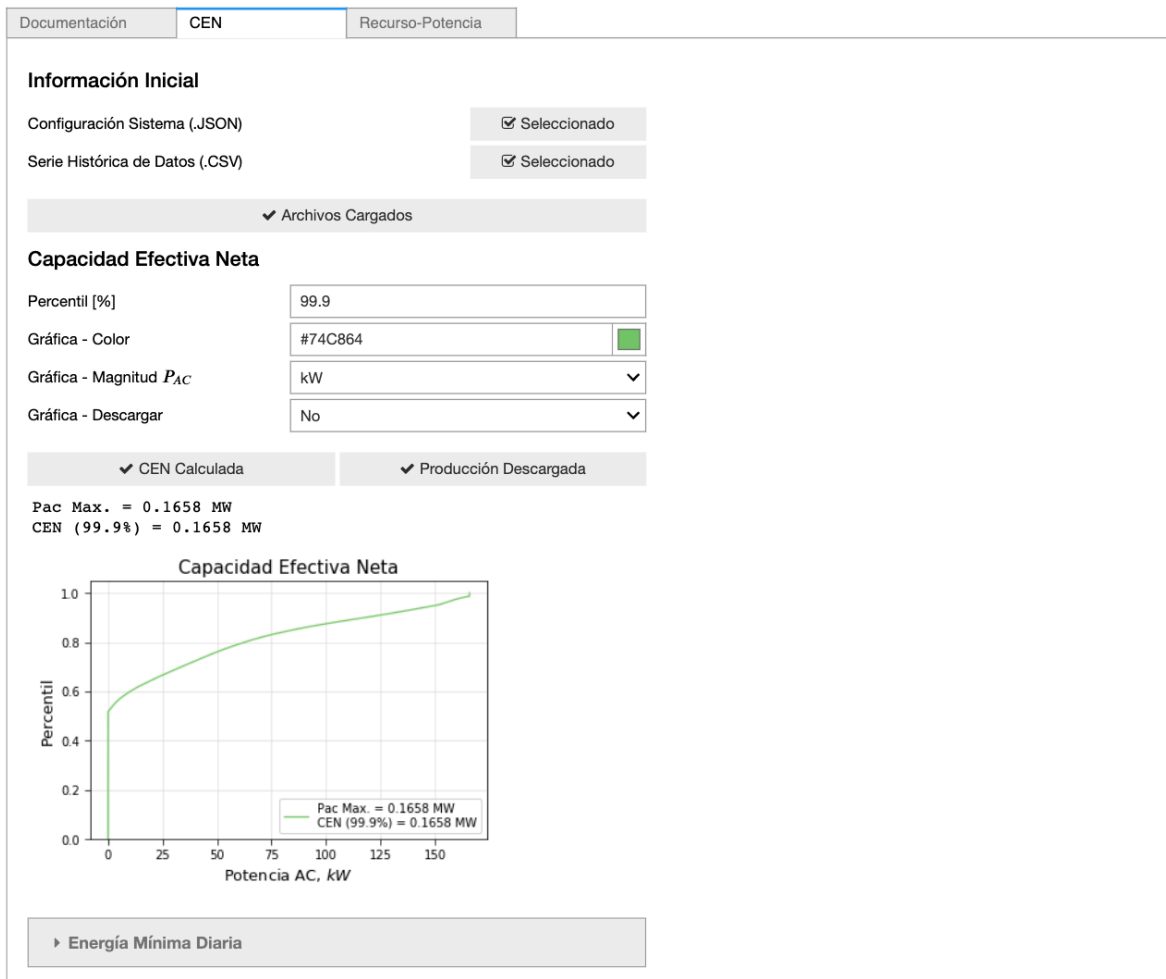 Documentación CEN Recurso-Potencia
Información Inicial
Configuración Sistema (.JSON) Seleccionado
Serie Histórica de Datos (.CSV) Seleccionado
Archivos Cargados
Capacidad Efectiva Neta
Percentil [%] 99.9
Gráfica - Color #74C864
Gráfica - Magnitud P_AC kW
Gráfica - Descargar No
CEN Calculada Producción Descargada
Pac Max. = 0.1658 MW
CEN (99.9%) = 0.1658 MW
Capacidad Efectiva Neta
1.0
0.8
0.6
0.4
0.2
0.0
Percentil
Pac Max. = 0.1658 MW
CEN (99.9%) = 0.1658 MW
0 25 50 75 100 125 150
Potencia AC, kW
Energía Mínima Diaria